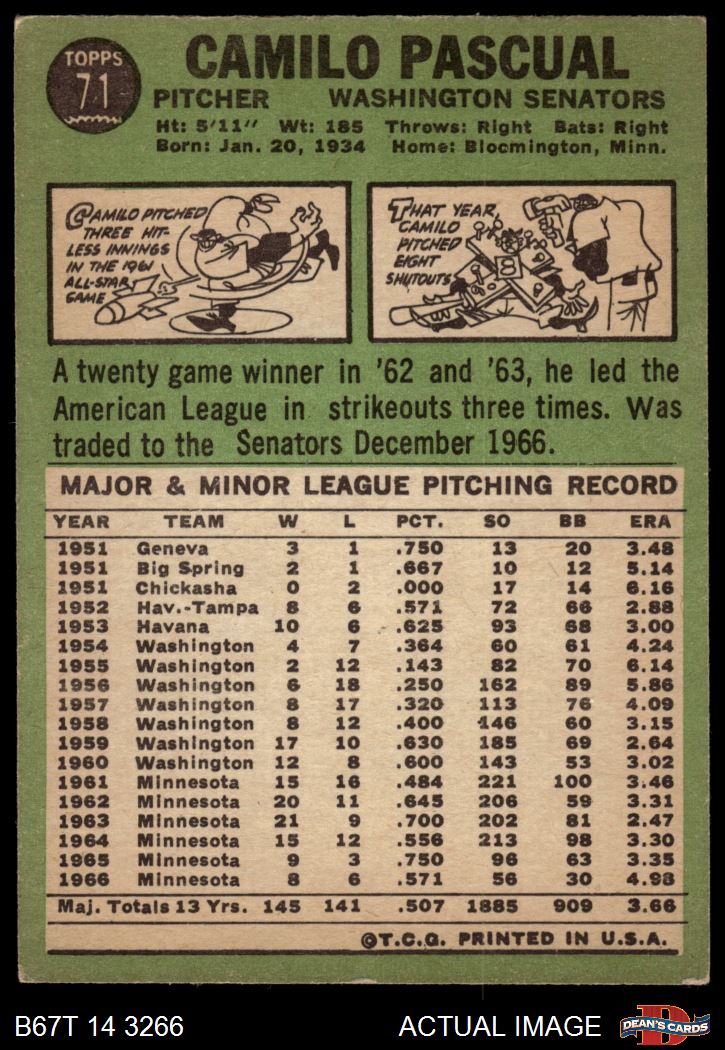 TOPPS
71
CAMILO PASCUAL
PITCHER WASHINGTON SENATORS
Ht: 5'11" Wt: 185 Throws: Right Bats: Right
Born: Jan. 20, 1934 Home: Bloomington, Minn.
CAMILO PITCHED
THREE HIT-
LESS INNINGS
IN THE 1961
ALL-STAR
GAME
THAT YEAR,
CAMILO
PITCHED
EIGHT
SHUTOUTS
A twenty game winner in '62 and '63, he led the
American League in strikeouts three times. Was
traded to the Senators December 1966.
MAJOR & MINOR LEAGUE PITCHING RECORD
YEAR TEAM W L PCT. SO BB ERA
1951 Geneva 3 1 .750 13 20 3.48
1951 Big Spring 2 1 .667 10 12 5.14
1951 Chickasha 0 2 .000 17 14 6.16
1952 Hav.-Tampa 8 6 .571 72 66 2.88
1953 Havana 10 6 .625 93 68 3.00
1954 Washington 4 7 .364 60 61 4.24
1955 Washington 2 12 .143 82 70 6.14
1956 Washington 6 18 .250 162 89 5.86
1957 Washington 8 17 .320 113 76 4.09
1958 Washington 8 12 .400 146 60 3.15
1959 Washington 17 10 .630 185 69 2.64
1960 Washington 12 8 .600 143 53 3.02
1961 Minnesota 15 16 .484 221 100 3.46
1962 Minnesota 20 11 .645 206 59 3.31
1963 Minnesota 21 9 .700 202 81 2.47
1964 Minnesota 15 12 .556 213 98 3.30
1965 Minnesota 9 3 .750 96 63 3.35
1966 Minnesota 8 6 .571 56 30 4.98
Maj. Totals 13 Yrs. 145 141 .507 1885 909 3.66
©T.C.G. PRINTED IN U.S.A.
B67T 14 3266 ACTUAL IMAGE
D
DEAN'S CARDS